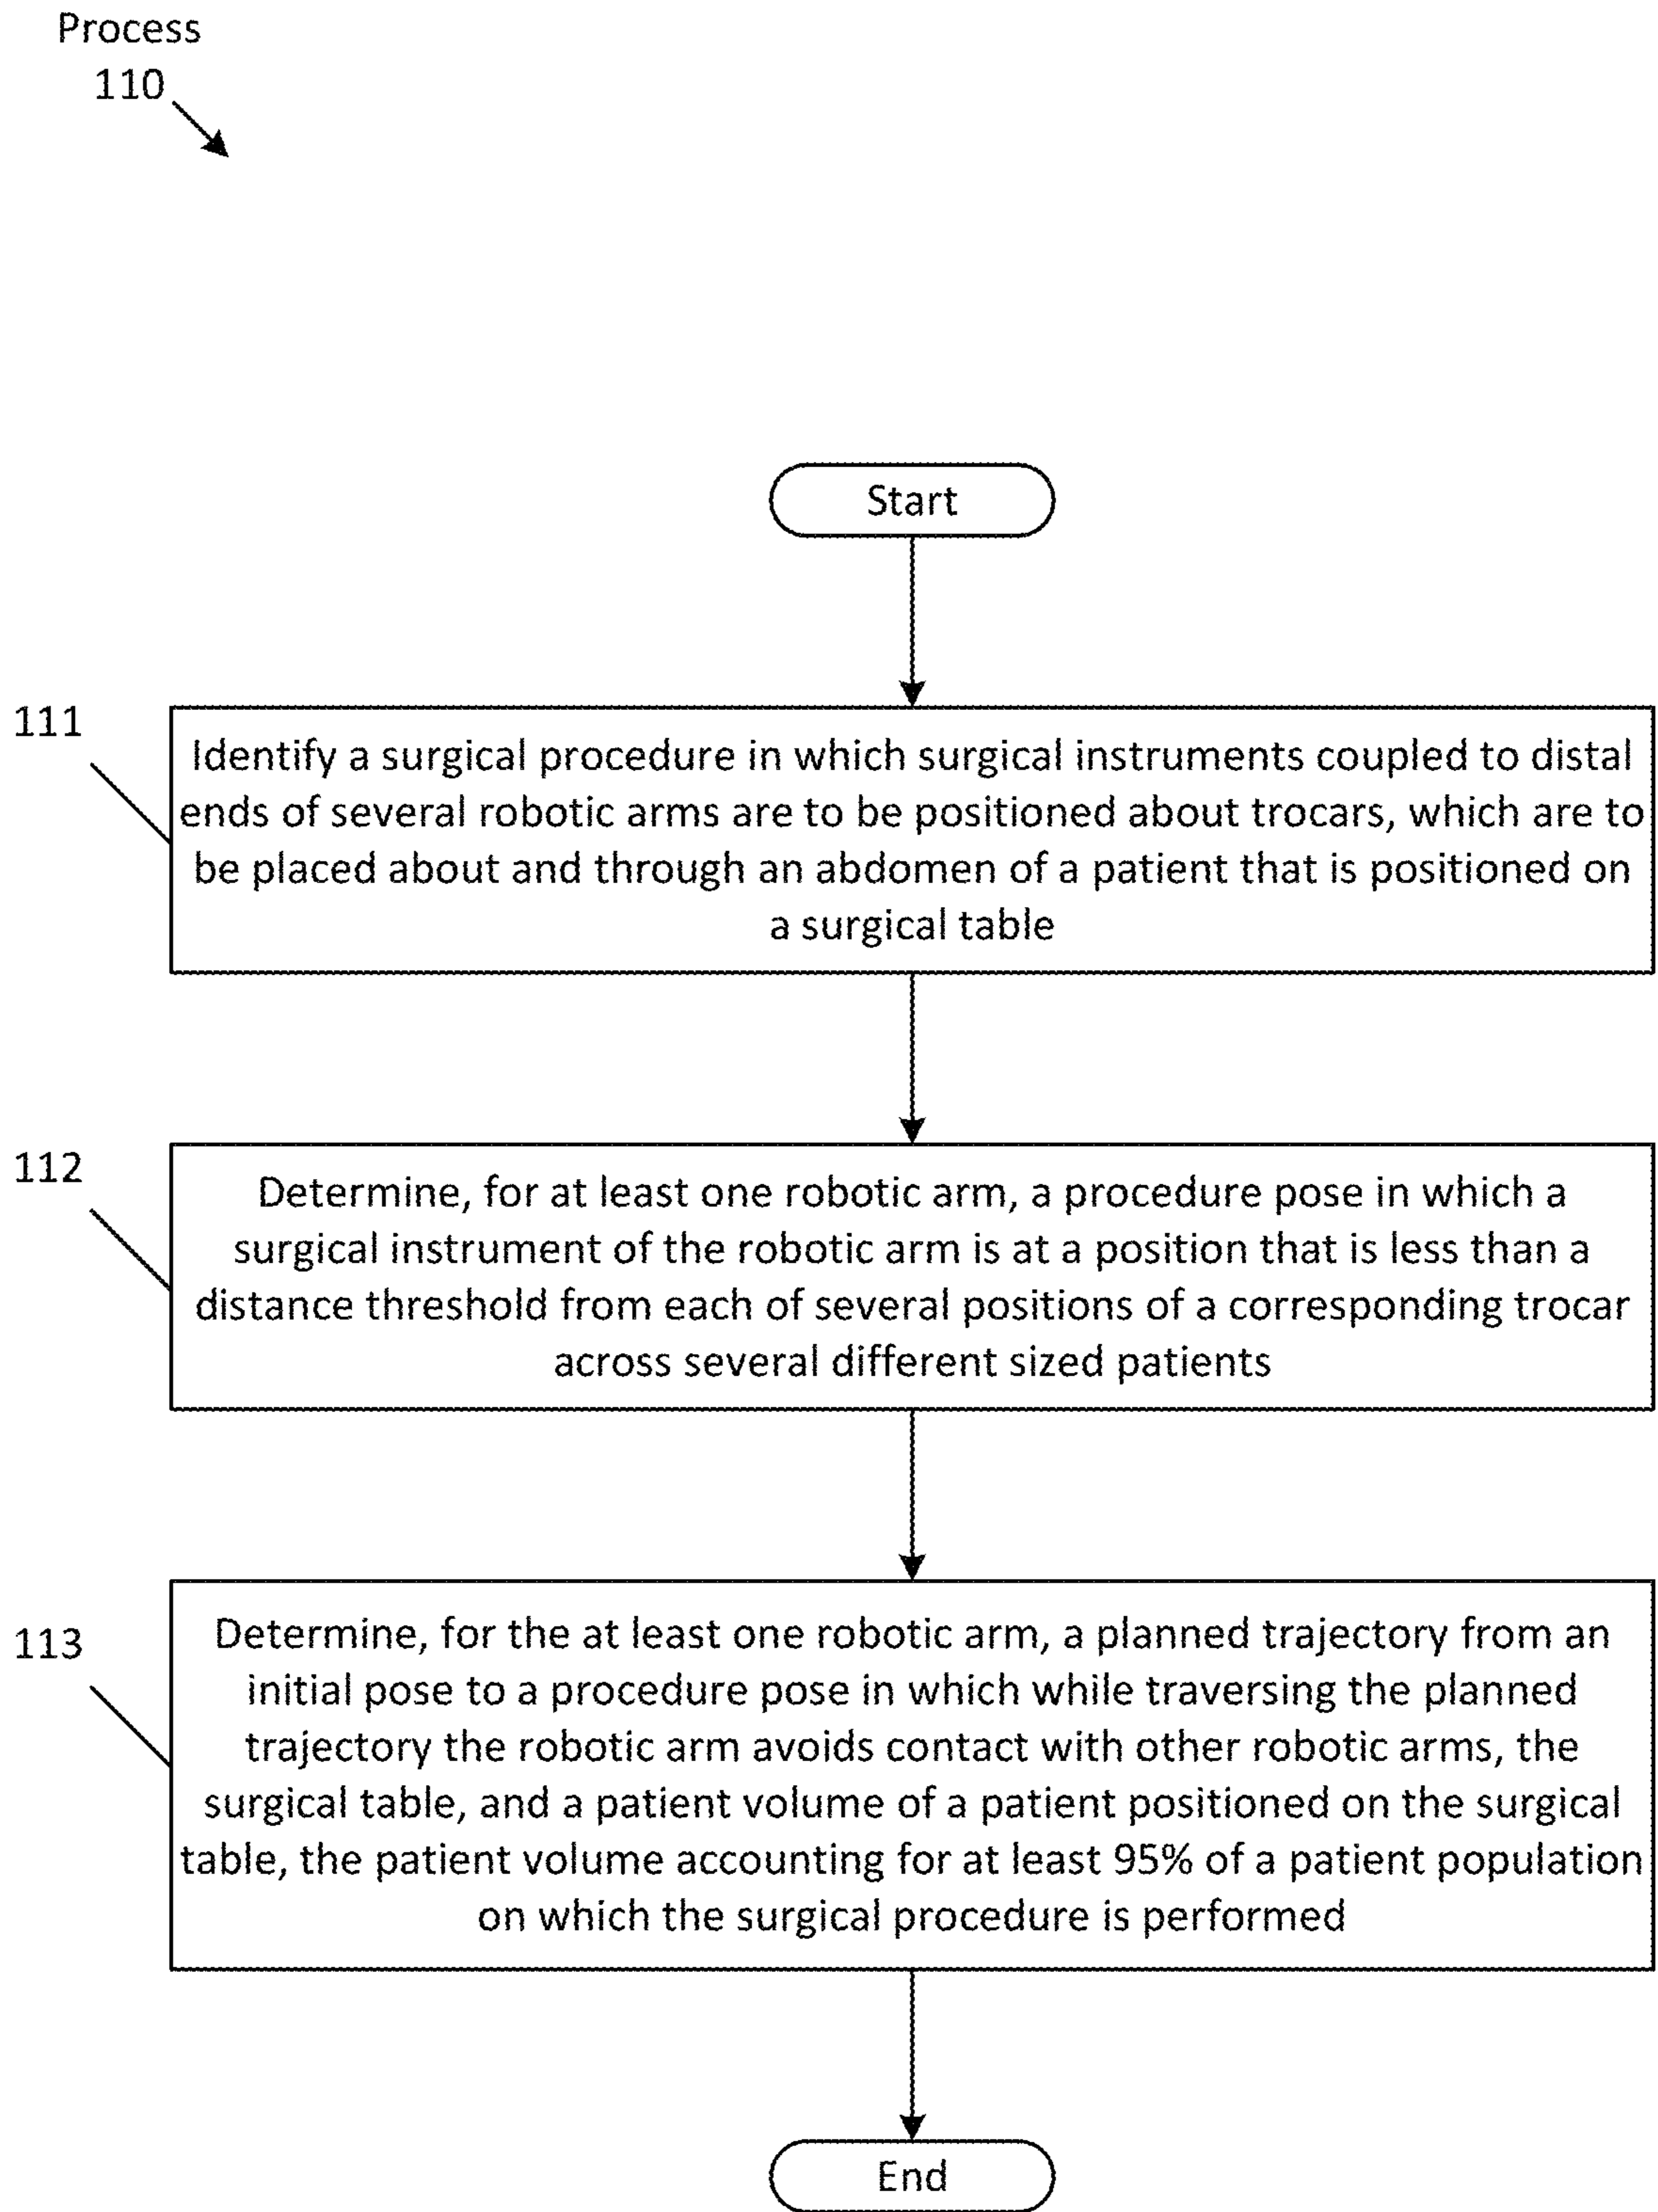 Process
110
Start
111
Identify a surgical procedure in which surgical instruments coupled to distal
ends of several robotic arms are to be positioned about trocars, which are to
be placed about and through an abdomen of a patient that is positioned on
a surgical table
112
Determine, for at least one robotic arm, a procedure pose in which a
surgical instrument of the robotic arm is at a position that is less than a
distance threshold from each of several positions of a corresponding trocar
across several different sized patients
113
Determine, for the at least one robotic arm, a planned trajectory from an
initial pose to a procedure pose in which while traversing the planned
trajectory the robotic arm avoids contact with other robotic arms, the
surgical table, and a patient volume of a patient positioned on the surgical
table, the patient volume accounting for at least 95% of a patient population
on which the surgical procedure is performed
End